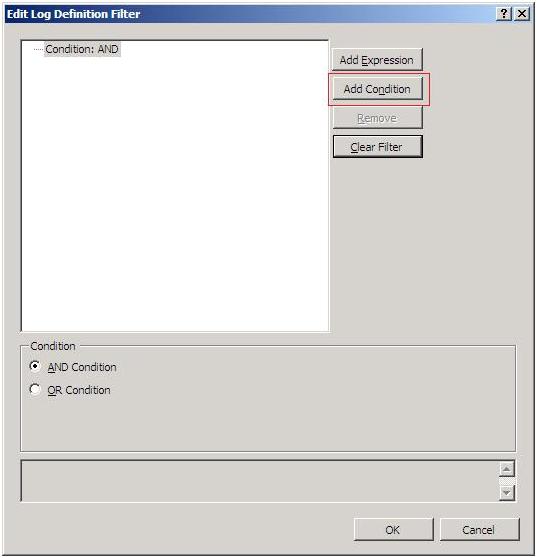 Edit Log Definition Filter
Condition: AND
Add Expression
Add Condition
Remove
Clear Filter
Condition
AND Condition
OR Condition
OK
Cancel